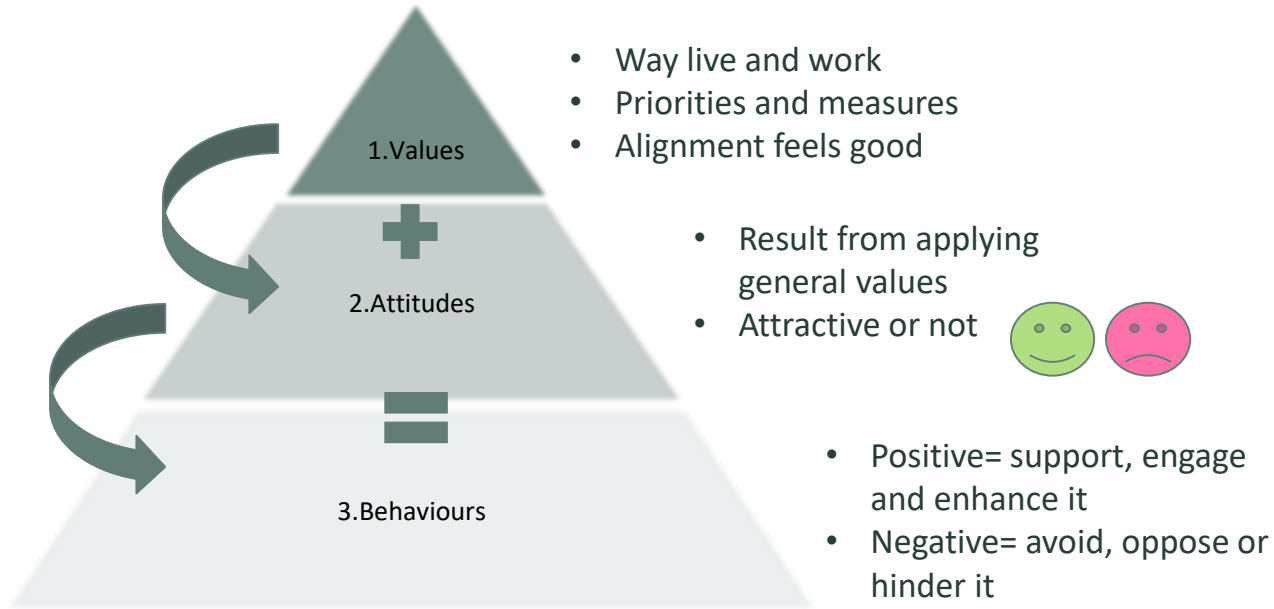 • Way live and work
• Priorities and measures
• Alignment feels good
1.Values
• Result from applying
general values
• Attractive or not
2.Attitudes
• Positive= support, engage
and enhance it
• Negative= avoid, oppose or
hinder it
3.Behaviours